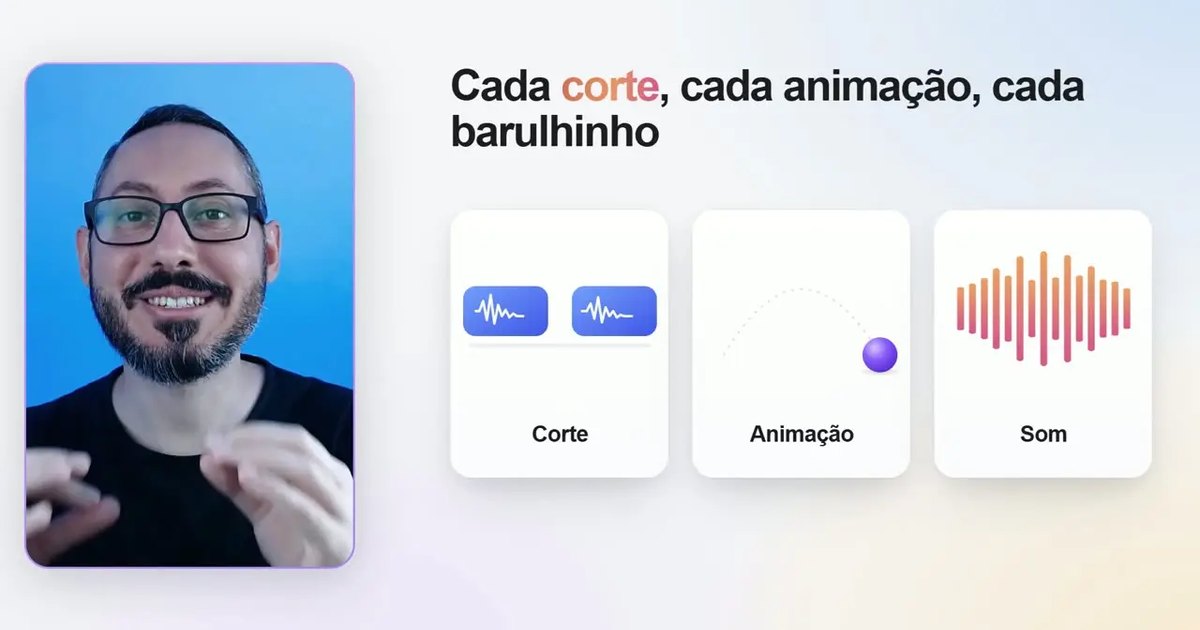 Cada corte, cada animação, cada
barulhinho
Corte
Animação
Som